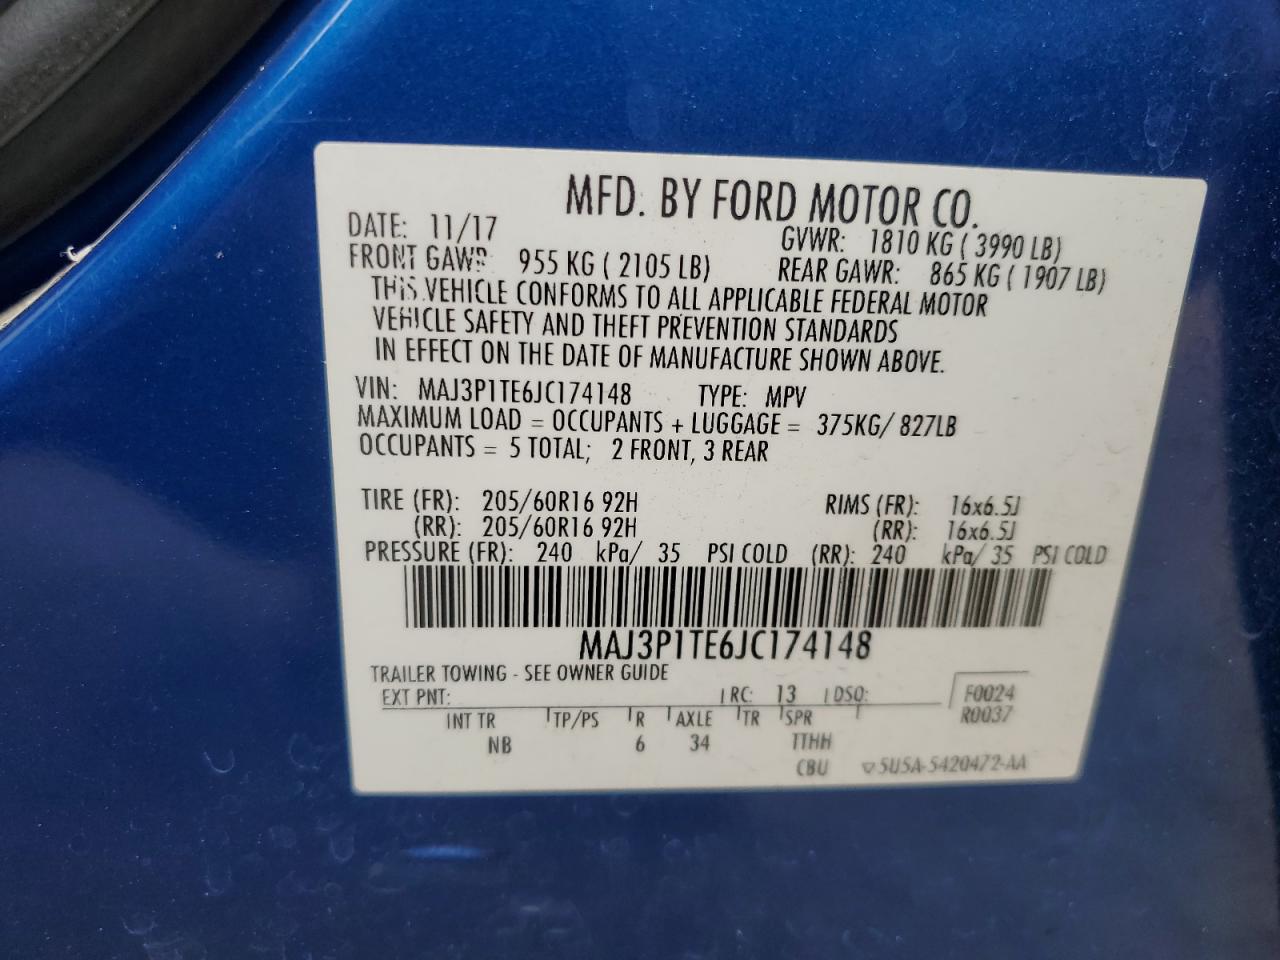 MFD. BY FORD MOTOR CO.
DATE: 11/17 GVWR: 1810 KG ( 3990 LB)
FRONT GAWR 955 KG ( 2105 LB) REAR GAWR: 865 KG ( 1907 LB)
THIS VEHICLE CONFORMS TO ALL APPLICABLE FEDERAL MOTOR
VEHICLE SAFETY AND THEFT PREVENTION STANDARDS
IN EFFECT ON THE DATE OF MANUFACTURE SHOWN ABOVE.
VIN: MAJ3P1TE6JC174148 TYPE: MPV
MAXIMUM LOAD = OCCUPANTS + LUGGAGE = 375KG/ 827LB
OCCUPANTS = 5 TOTAL; 2 FRONT, 3 REAR
TIRE (FR): 205/60R16 92H RIMS (FR): 16x6.5J
(RR): 205/60R16 92H (RR): 16x6.5J
PRESSURE (FR): 240 kPa/ 35 PSI COLD (RR): 240 kPa/ 35 PSI COLD
MAJ3P1TE6JC174148
TRAILER TOWING - SEE OWNER GUIDE
EXT PNT: RC: 13 DSO: F0024
INT TR TP/PS R AXLE TR SPR R0037
NB 6 34 TTHH
CBU ▽5U5A-5420472-AA